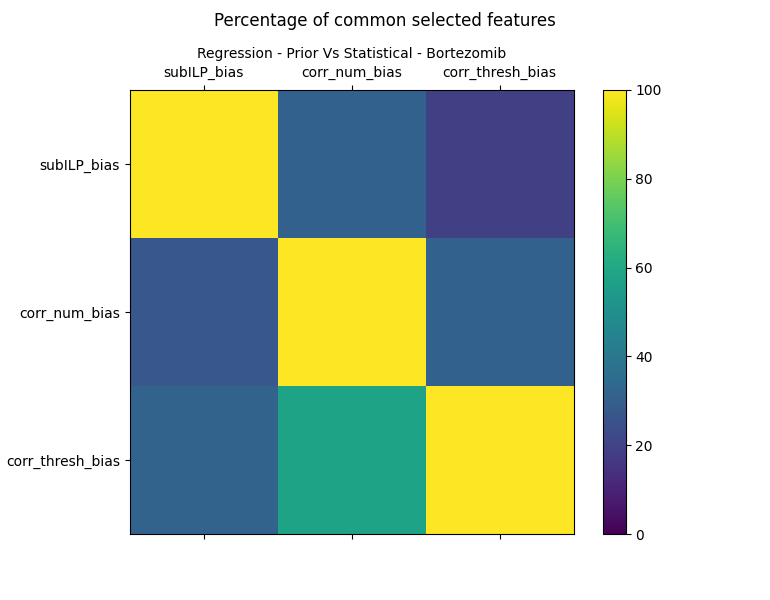 Percentage of common selected features
Regression - Prior Vs Statistical - Bortezomib
subILP_bias corr_num_bias corr_thresh_bias
subILP_bias
corr_num_bias
corr_thresh_bias
100
80
60
40
20
0